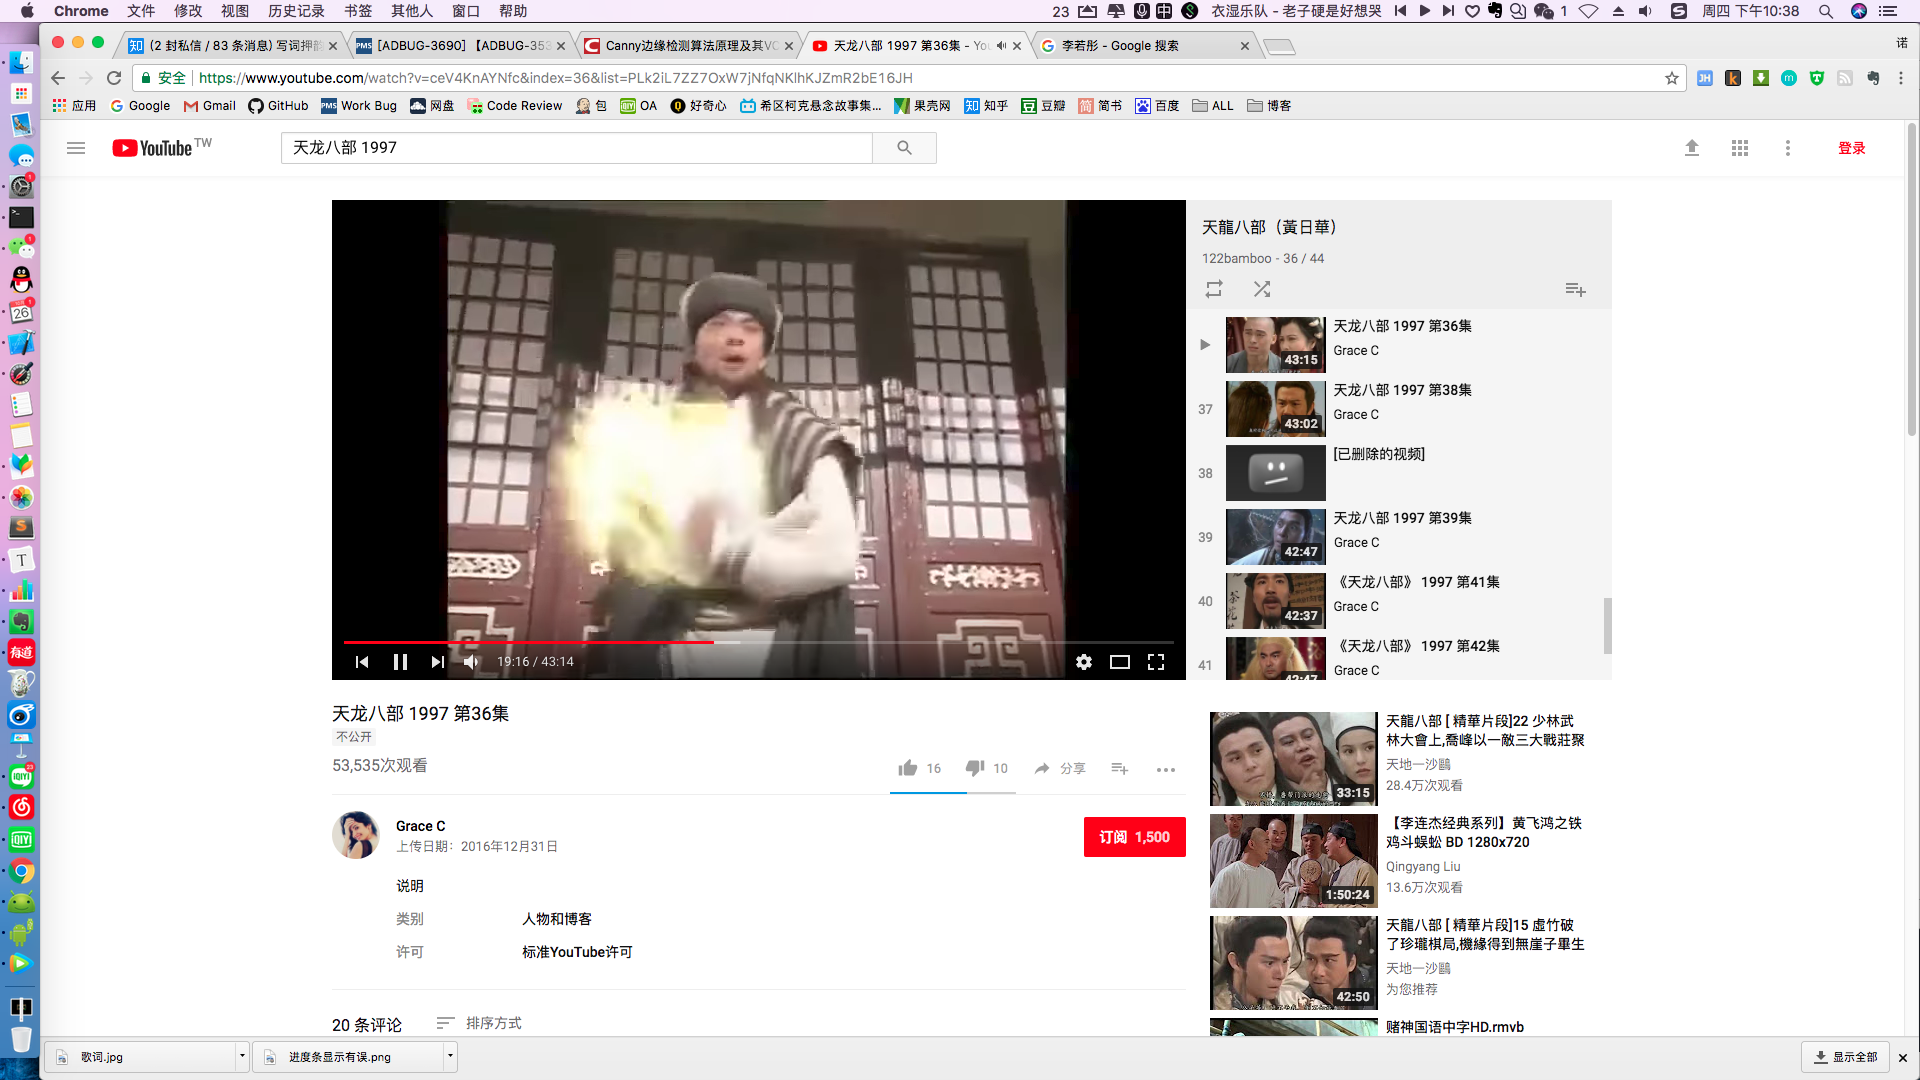 Chrome 文件 修改 视图 历史记录 书签 其他人 窗口 帮助 23 中 衣湿乐队 - 老子硬是好想哭 1 周四 下午10:38
(2 封私信 / 83 条消息) 写词押韵
[ADBUG-3690] 【ADBUG-353
Canny边缘检测算法原理及其VC
天龙八部 1997 第36集 - You
李若彤 - Google 搜索
诺
安全 https://www.youtube.com/watch?v=ceV4KnAYNfc&index=36&list=PLk2iL7ZZ7OxW7jNfqNKlhKJZmR2bE16JH
应用 Google Gmail GitHub PMS Work Bug 网盘 Code Review 包 OA 好奇心 希区柯克悬念故事集... 果壳网 知乎 豆瓣 简书 百度 ALL 博客
YouTube TW
天龙八部 1997
登录
天龍八部（黃日華）
122bamboo - 36 / 44
天龙八部 1997 第36集
Grace C
43:15
37
天龙八部 1997 第38集
Grace C
43:02
38
[已删除的视频]
39
天龙八部 1997 第39集
Grace C
42:47
40
《天龙八部》 1997 第41集
Grace C
42:37
41
《天龙八部》 1997 第42集
Grace C
42:47
19:16 / 43:14
天龙八部 1997 第36集
不公开
53,535次观看
16 10 分享
Grace C
上传日期：2016年12月31日
订阅 1,500
说明
类别 人物和博客
许可 标准YouTube许可
20 条评论 排序方式
天龍八部 [ 精華片段]22 少林武
林大會上,喬峰以一敵三大戰莊聚
天地一沙鷗
28.4万次观看
33:15
【李连杰经典系列】黄飞鸿之铁
鸡斗蜈蚣 BD 1280x720
Qingyang Liu
13.6万次观看
1:50:24
天龍八部 [ 精華片段]15 虛竹破
了珍瓏棋局,機緣得到無崖子畢生
天地一沙鷗
为您推荐
42:50
赌神国语中字HD.rmvb
歌词.jpg
进度条显示有误.png
显示全部